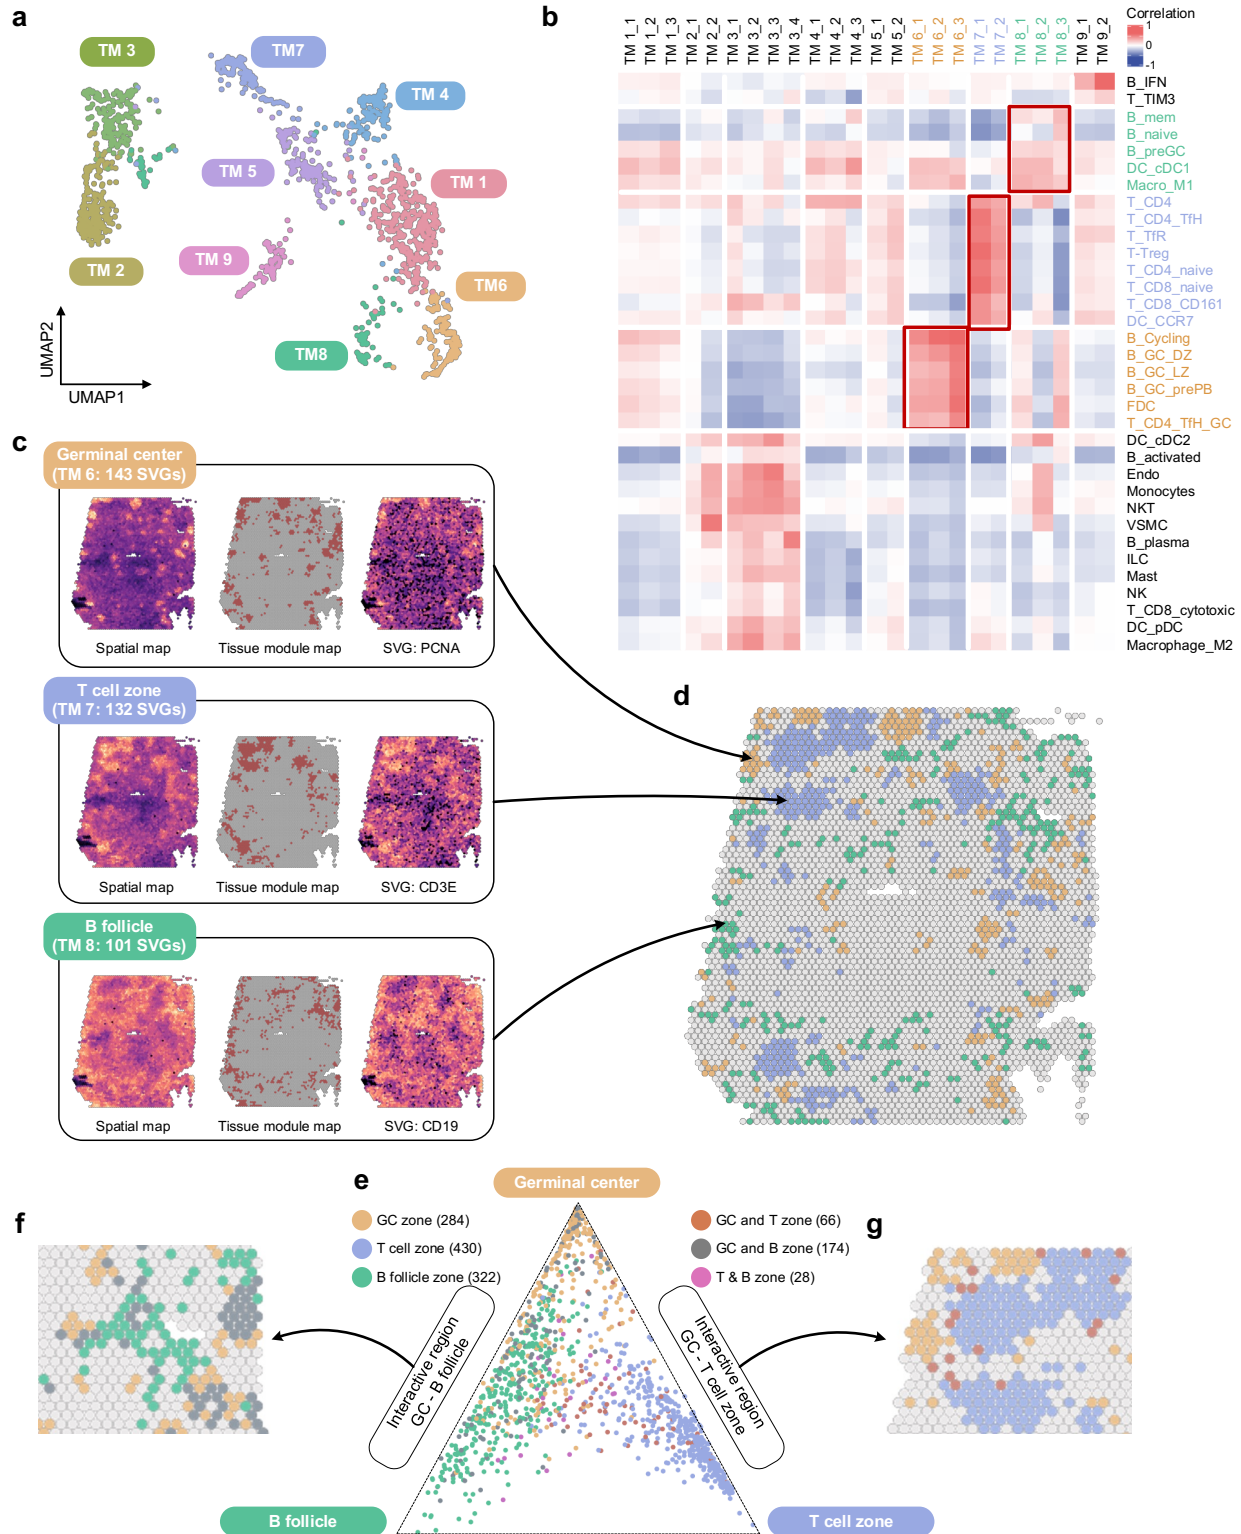 a
TM 3
TM7
TM 4
TM 5
TM 1
TM 9
TM 2
TM6
TM8
UMAP2
UMAP1
b
TM 1_1
TM 1_2
TM 1_3
TM 2_1
TM 2_2
TM 3_1
TM 3_2
TM 3_3
TM 3_4
TM 4_1
TM 4_2
TM 4_3
TM 5_1
TM 5_2
TM 6_1
TM 6_2
TM 6_3
TM 7_1
TM 7_2
TM 8_1
TM 8_2
TM 8_3
TM 9_1
TM 9_2
Correlation
1
0
-1
B_IFN
T_TIM3
B_mem
B_naive
B_preGC
DC_cDC1
Macro_M1
T_CD4
T_CD4_TfH
T_TfR
T-Treg
T_CD4_naive
T_CD8_naive
T_CD8_CD161
DC_CCR7
B_Cycling
B_GC_DZ
B_GC_LZ
B_GC_prePB
FDC
T_CD4_TfH_GC
DC_cDC2
B_activated
Endo
Monocytes
NKT
VSMC
B_plasma
ILC
Mast
NK
T_CD8_cytotoxic
DC_pDC
Macrophage_M2
c
Germinal center
(TM 6: 143 SVGs)
Spatial map
Tissue module map
SVG: PCNA
T cell zone
(TM 7: 132 SVGs)
Spatial map
Tissue module map
SVG: CD3E
B follicle
(TM 8: 101 SVGs)
Spatial map
Tissue module map
SVG: CD19
d
e
Germinal center
GC zone (284)
T cell zone (430)
B follicle zone (322)
GC and T zone (66)
GC and B zone (174)
T & B zone (28)
Interactive region
GC - B follicle
Interactive region
GC - T cell zone
B follicle
T cell zone
f
g